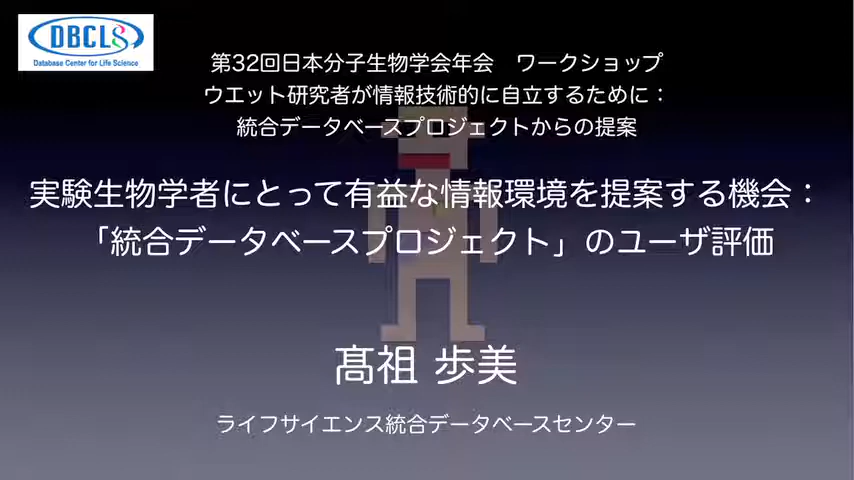 DBCLS
Database Center for Life Science
第32回日本分子生物学会年会　ワークショップ
ウエット研究者が情報技術的に自立するために：
統合データベースプロジェクトからの提案
実験生物学者にとって有益な情報環境を提案する機会：
「統合データベースプロジェクト」のユーザ評価
髙祖 歩美
ライフサイエンス統合データベースセンター